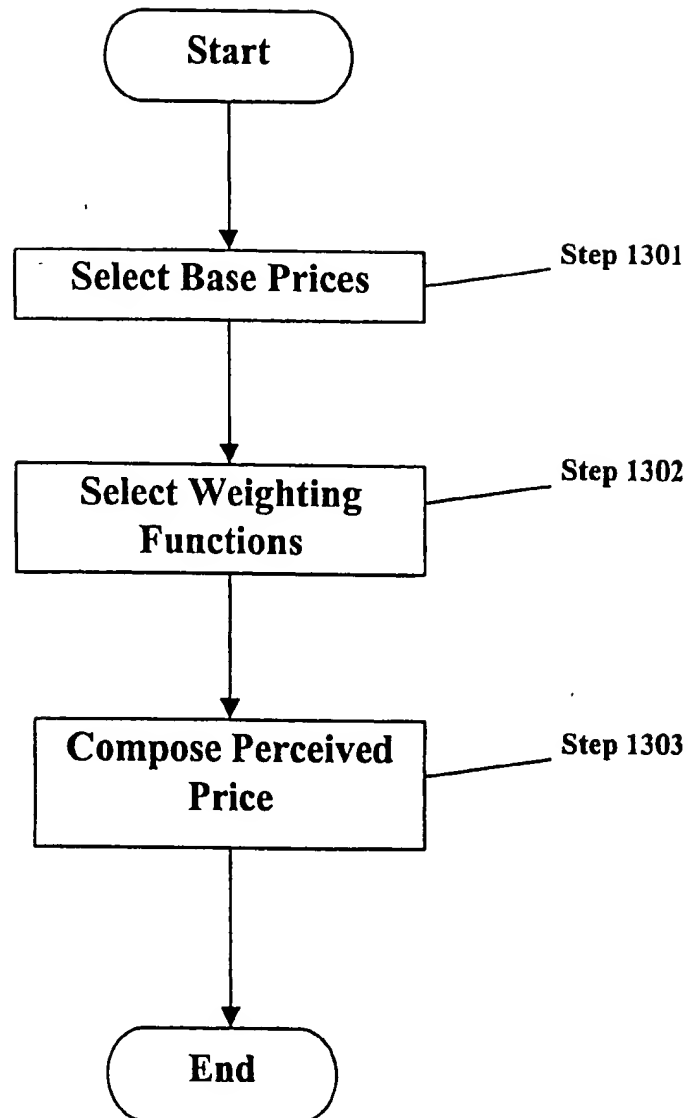 Start
Select Base Prices
Step 1301
Select Weighting
Functions
Step 1302
Compose Perceived
Price
Step 1303
End